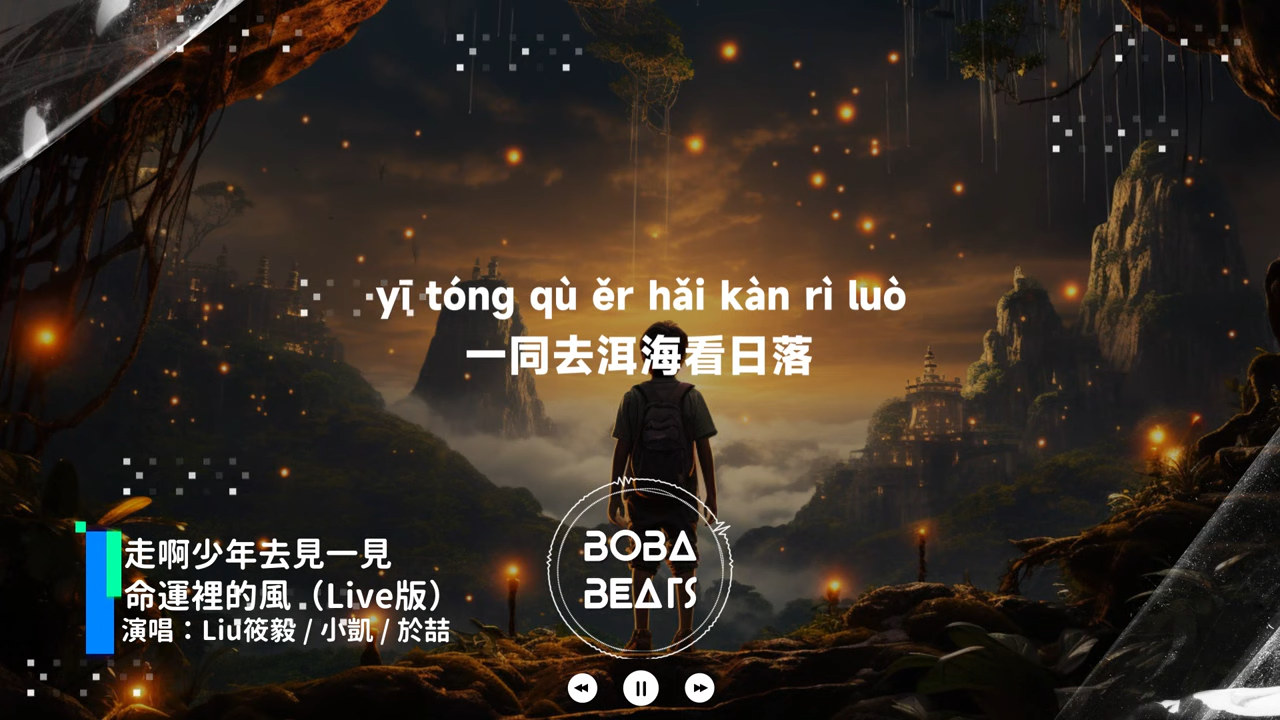 yī tóng qù ěr hǎi kàn rì luò
一同去洱海看日落
BOBA
BEATS
走啊少年去見一見
命運裡的風（Live版）
演唱：Liu筱毅 / 小凱 / 於喆